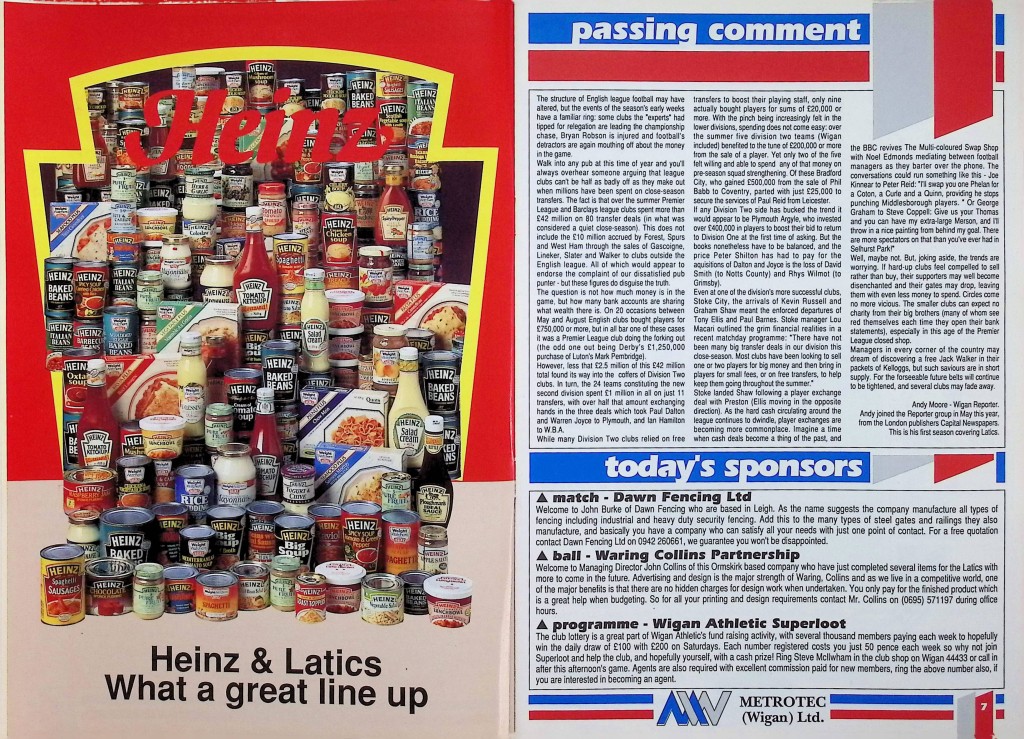 Heinz
Heinz & Latics
What a great line up
passing comment
The structure of English league football may have
altered, but the events of the season's early weeks
have a familiar ring: some clubs the "experts" had
tipped for relegation are leading the championship
chase, Bryan Robson is injured and football's
detractors are again mouthing off about the money
in the game.
Walk into any pub at this time of year and you'll
always overhear someone arguing that league
clubs can't be half as badly off as they make out
when millions have been spent on close-season
transfers. The fact is that over the summer Premier
League and Barclays league clubs spent more than
£42 million on 80 transfer deals (in what was
considered a quiet close-season). This does not
include the £10 million accrued by Forest, Spurs
and West Ham through the sales of Gascoigne,
Lineker, Slater and Walker to clubs outside the
English league. All of which would appear to
endorse the complaint of our dissatisfied pub
punter - but these figures do disguise the truth.
The question is not how much money is in the
game, but how many bank accounts are sharing
what wealth there is. On 20 occasions between
May and August English clubs bought players for
£750,000 or more, but in all bar one of these cases
it was a Premier League club doing the forking out
(the odd one out being Derby's £1,250,000
purchase of Luton's Mark Pembridge).
However, less that £2.5 million of this £42 million
total found its way into the coffers of Division Two
clubs. In turn, the 24 teams constituting the new
second division spent £1 million in all on just 11
transfers, with over half that amount exchanging
hands in the three deals which took Paul Dalton
and Warren Joyce to Plymouth, and Ian Hamilton
to W.B.A.
While many Division Two clubs relied on free
transfers to boost their playing staff, only nine
actually bought players for sums of £20,000 or
more. With the pinch being increasingly felt in the
lower divisions, spending does not come easy: over
the summer five division two teams (Wigan
included) benefited to the tune of £200,000 or more
from the sale of a player. Yet only two of the five
felt willing and able to spend any of that money on
pre-season squad strengthening. Of these Bradford
City, who gained £500,000 from the sale of Phil
Babb to Coventry, parted with just £25,000 to
secure the services of Paul Reid from Leicester.
If any Division Two side has bucked the trend it
would appear to be Plymouth Argyle, who invested
over £400,000 in players to boost their bid to return
to Division One at the first time of asking. But the
books nonetheless have to be balanced, and the
price Peter Shilton has had to pay for the
aquisitions of Dalton and Joyce is the loss of David
Smith (to Notts County) and Rhys Wilmot (to
Grimsby).
Even at one of the division's more successful clubs,
Stoke City, the arrivals of Kevin Russell and
Graham Shaw meant the enforced departures of
Tony Ellis and Paul Barnes. Stoke manager Lou
Macari outlined the grim financial realities in a
recent matchday programme: "There have not
been many big transfer deals in our division this
close-season. Most clubs have been looking to sell
one or two players for big money and then bring in
players for small fees, or on free transfers, to help
keep them going throughout the summer."
Stoke landed Shaw following a player exchange
deal with Preston (Ellis moving in the opposite
direction). As the hard cash circulating around the
league continues to dwindle, player exchanges are
becoming more commonplace. Imagine a time
when cash deals become a thing of the past, and
the BBC revives The Multi-coloured Swap Shop
with Noel Edmonds mediating between football
managers as they barter over the phone. The
conversations could run something like this - Joe
Kinnear to Peter Reid: "I'll swap you one Phelan for
a Coton, a Curle and a Quinn, providing he stops
punching Middlesborough players. " Or George
Graham to Steve Coppell: Give us your Thomas
and you can have my extra-large Merson, and I'll
throw in a nice painting from behind my goal. There
are more spectators on that than you've ever had in
Selhurst Park!"
Well, maybe not. But, joking aside, the trends are
worrying. If hard-up clubs feel compelled to sell
rather than buy, their supporters may well become
disenchanted and their gates may drop, leaving
them with even less money to spend. Circles come
no more vicious. The smaller clubs can expect no
charity from their big brothers (many of whom see
red themselves each time they open their bank
statements), especially in this age of the Premier
League closed shop.
Managers in every corner of the country may
dream of discovering a free Jack Walker in their
packets of Kelloggs, but such saviours are in short
supply. For the forseeable future belts will continue
to be tightened, and several clubs may fade away.
Andy Moore - Wigan Reporter.
Andy joined the Reporter group in May this year,
from the London publishers Capital Newspapers.
This is his first season covering Latics.
today's sponsors
▲ match - Dawn Fencing Ltd
Welcome to John Burke of Dawn Fencing who are based in Leigh. As the name suggests the company manufacture all types of
fencing including industrial and heavy duty security fencing. Add this to the many types of steel gates and railings they also
manufacture, and basically you have a company who can satisfy all your needs with just one point of contact. For a free quotation
contact Dawn Fencing Ltd on 0942 260661, we guarantee you won't be disappointed.
▲ ball - Waring Collins Partnership
Welcome to Managing Director John Collins of this Ormskirk based company who have just completed several items for the Latics with
more to come in the future. Advertising and design is the major strength of Waring, Collins and as we live in a competitive world, one
of the major benefits is that there are no hidden charges for design work when undertaken. You only pay for the finished product which
is a great help when budgeting. So for all your printing and design requirements contact Mr. Collins on (0695) 571197 during office
hours.
▲ programme - Wigan Athletic Superloot
The club lottery is a great part of Wigan Athletic's fund raising activity, with several thousand members paying each week to hopefully
win the daily draw of £100 with £200 on Saturdays. Each number registered costs you just 50 pence each week so why not join
Superloot and help the club, and hopefully yourself, with a cash prize! Ring Steve McIlwham in the club shop on Wigan 44433 or call in
after this afternoon's game. Agents are also required with excellent commission paid for new members, ring the above number also, if
you are interested in becoming an agent.
METROTEC
(Wigan) Ltd.
7